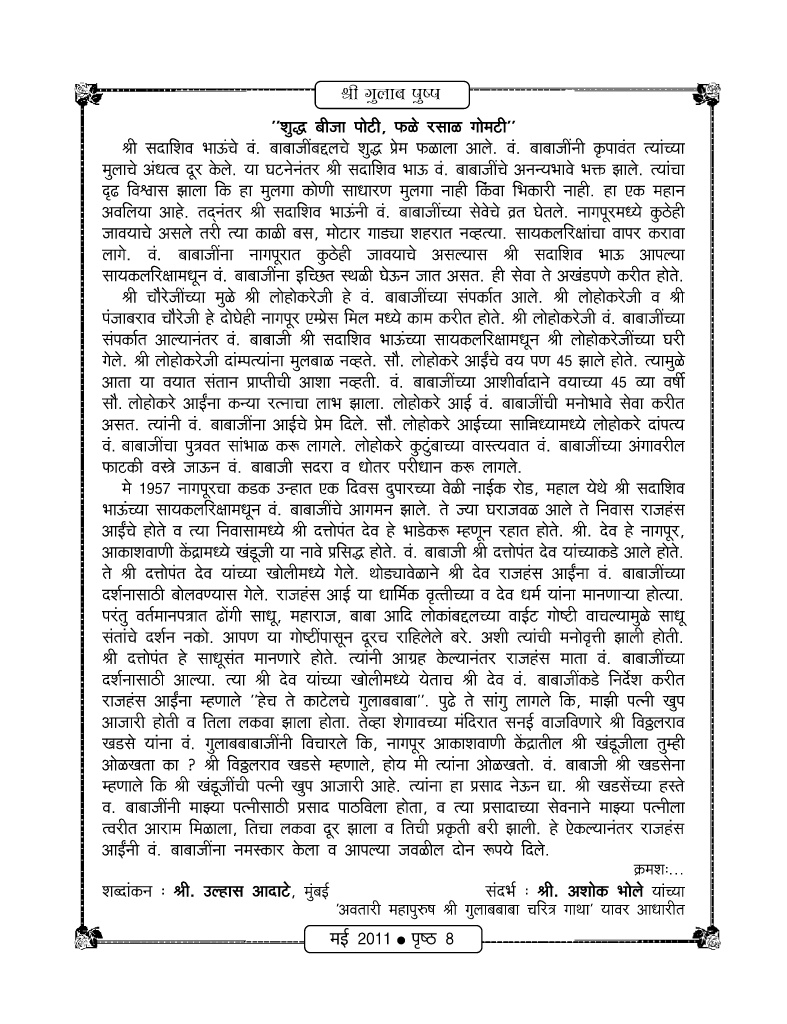 श्री गुलाब पुष्प
''शुद्ध बीजा पोटी, फळे रसाळ गोमटी''
श्री सदाशिव भाऊंचे वं. बाबाजींबद्दलचे शुद्ध प्रेम फळाला आले. वं. बाबाजींनी कृपावंत त्यांच्या
मुलाचे अंधत्व दूर केले. या घटनेनंतर श्री सदाशिव भाऊ वं. बाबाजींचे अनन्यभावे भक्त झाले. त्यांचा
दृढ विश्वास झाला कि हा मुलगा कोणी साधारण मुलगा नाही किंवा भिकारी नाही. हा एक महान
अवलिया आहे. तद्नंतर श्री सदाशिव भाऊंनी वं. बाबाजींच्या सेवेचे व्रत घेतले. नागपूरमध्ये कुठेही
जावयाचे असले तरी त्या काळी बस, मोटार गाड्या शहरात नव्हत्या. सायकलरिक्षांचा वापर करावा
लागे. वं. बाबाजींना नागपूरात कुठेही जावयाचे असल्यास श्री सदाशिव भाऊ आपल्या
सायकलरिक्षामधून वं. बाबाजींना इच्छित स्थळी घेऊन जात असत. ही सेवा ते अखंडपणे करीत होते.
श्री चौरेजींच्या मुळे श्री लोहोकरेजी हे वं. बाबाजींच्या संपर्कात आले. श्री लोहोकरेजी व श्री
पंजाबराव चौरेजी हे दोघेही नागपूर एम्प्रेस मिल मध्ये काम करीत होते. श्री लोहोकरेजी वं. बाबाजींच्या
संपर्कात आल्यानंतर वं. बाबाजी श्री सदाशिव भाऊंच्या सायकलरिक्षामधून श्री लोहोकरेजींच्या घरी
गेले. श्री लोहोकरेजी दांम्पत्यांना मुलबाळ नव्हते. सौ. लोहोकरे आईंचे वय पण 45 झाले होते. त्यामुळे
आता या वयात संतान प्राप्तीची आशा नव्हती. वं. बाबाजींच्या आशीर्वादाने वयाच्या 45 व्या वर्षी
सौ. लोहोकरे आईंना कन्या रत्नाचा लाभ झाला. लोहोकरे आई वं. बाबाजींची मनोभावे सेवा करीत
असत. त्यांनी वं. बाबाजींना आईचे प्रेम दिले. सौ. लोहोकरे आईच्या सान्निध्यामध्ये लोहोकरे दांपत्य
वं. बाबाजींचा पुत्रवत सांभाळ करू लागले. लोहोकरे कुटुंबाच्या वास्त्यवात वं. बाबाजींच्या अंगावरील
फाटकी वस्त्रे जाऊन वं. बाबाजी सदरा व धोतर परीधान करू लागले.
मे 1957 नागपूरचा कडक उन्हात एक दिवस दुपारच्या वेळी नाईक रोड, महाल येथे श्री सदाशिव
भाऊंच्या सायकलरिक्षामधून वं. बाबाजींचे आगमन झाले. ते ज्या घराजवळ आले ते निवास राजहंस
आईंचे होते व त्या निवासामध्ये श्री दत्तोपंत देव हे भाडेकरू म्हणून रहात होते. श्री. देव हे नागपूर,
आकाशवाणी केंद्रामध्ये खंडूजी या नावे प्रसिद्ध होते. वं. बाबाजी श्री दत्तोपंत देव यांच्याकडे आले होते.
ते श्री दत्तोपंत देव यांच्या खोलीमध्ये गेले. थोड्यावेळाने श्री देव राजहंस आईंना वं. बाबाजींच्या
दर्शनासाठी बोलवण्यास गेले. राजहंस आई या धार्मिक वृत्तीच्या व देव धर्म यांना मानणाऱ्या होत्या.
परंतु वर्तमानपत्रात ढोंगी साधू, महाराज, बाबा आदि लोकांबद्दलच्या वाईट गोष्टी वाचल्यामुळे साधू
संतांचे दर्शन नको. आपण या गोष्टींपासून दूरच राहिलेले बरे. अशी त्यांची मनोवृत्ती झाली होती.
श्री दत्तोपंत हे साधूसंत मानणारे होते. त्यांनी आग्रह केल्यानंतर राजहंस माता वं. बाबाजींच्या
दर्शनासाठी आल्या. त्या श्री देव यांच्या खोलीमध्ये येताच श्री देव वं. बाबाजींकडे निर्देश करीत
राजहंस आईंना म्हणाले ''हेच ते काटेलचे गुलाबबाबा''. पुढे ते सांगु लागले कि, माझी पत्नी खुप
आजारी होती व तिला लकवा झाला होता. तेव्हा शेगावच्या मंदिरात सनई वाजविणारे श्री विठ्ठलराव
खडसे यांना वं. गुलाबबाबाजींनी विचारले कि, नागपूर आकाशवाणी केंद्रातील श्री खंडूजीला तुम्ही
ओळखता का ? श्री विठ्ठलराव खडसे म्हणाले, होय मी त्यांना ओळखतो. वं. बाबाजी श्री खडसेना
म्हणाले कि श्री खंडूजींची पत्नी खुप आजारी आहे. त्यांना हा प्रसाद नेऊन द्या. श्री खडसेंच्या हस्ते
व. बाबाजींनी माझ्या पत्नीसाठी प्रसाद पाठविला होता, व त्या प्रसादाच्या सेवनाने माझ्या पत्नीला
त्वरीत आराम मिळाला, तिचा लकवा दूर झाला व तिची प्रकृती बरी झाली. हे ऐकल्यानंतर राजहंस
आईंनी वं. बाबाजींना नमस्कार केला व आपल्या जवळील दोन रूपये दिले.
क्रमशः...
शब्दांकन : श्री. उल्हास आदाटे, मुंबई संदर्भ : श्री. अशोक भोले यांच्या
'अवतारी महापुरुष श्री गुलाबबाबा चरित्र गाथा' यावर आधारीत
मई 2011 ● पृष्ठ 8